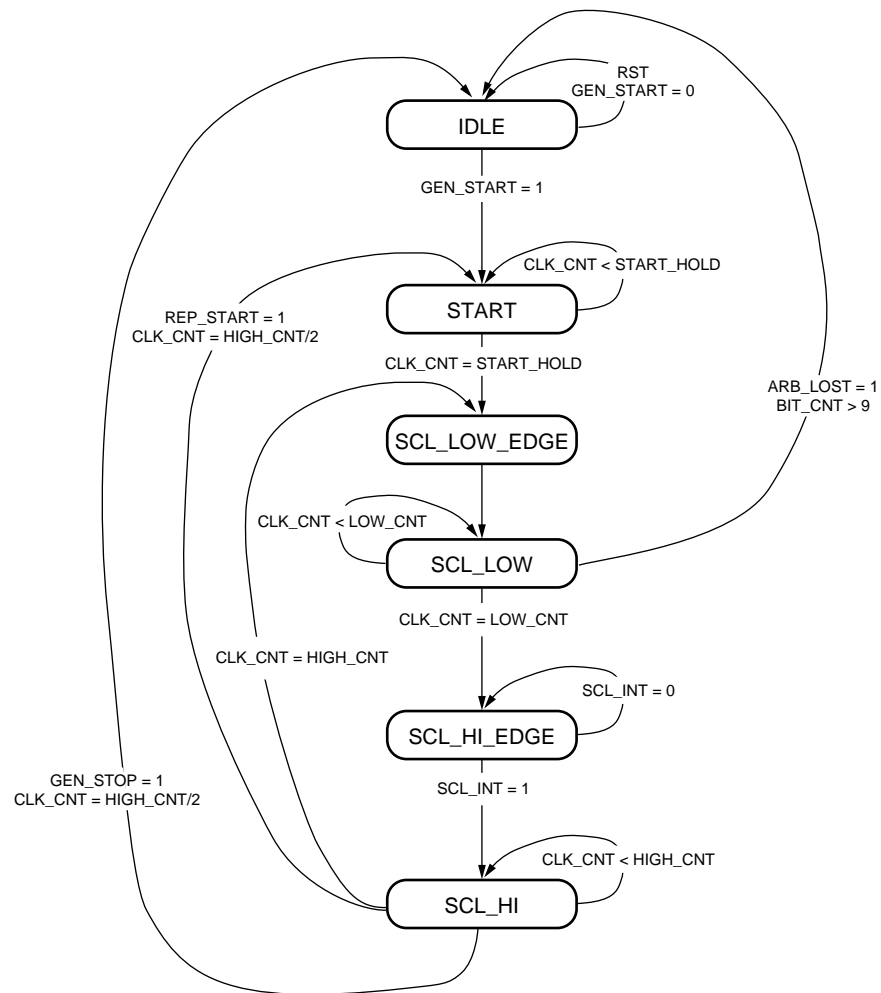 RST
GEN_START = 0
IDLE
GEN_START = 1
CLK_CNT < START_HOLD
START
REP_START = 1
CLK_CNT = HIGH_CNT/2
CLK_CNT = START_HOLD
ARB_LOST = 1
BIT_CNT > 9
SCL_LOW_EDGE
CLK_CNT < LOW_CNT
SCL_LOW
CLK_CNT = LOW_CNT
CLK_CNT = HIGH_CNT
SCL_INT = 0
SCL_HI_EDGE
GEN_STOP = 1
CLK_CNT = HIGH_CNT/2
SCL_INT = 1
CLK_CNT < HIGH_CNT
SCL_HI